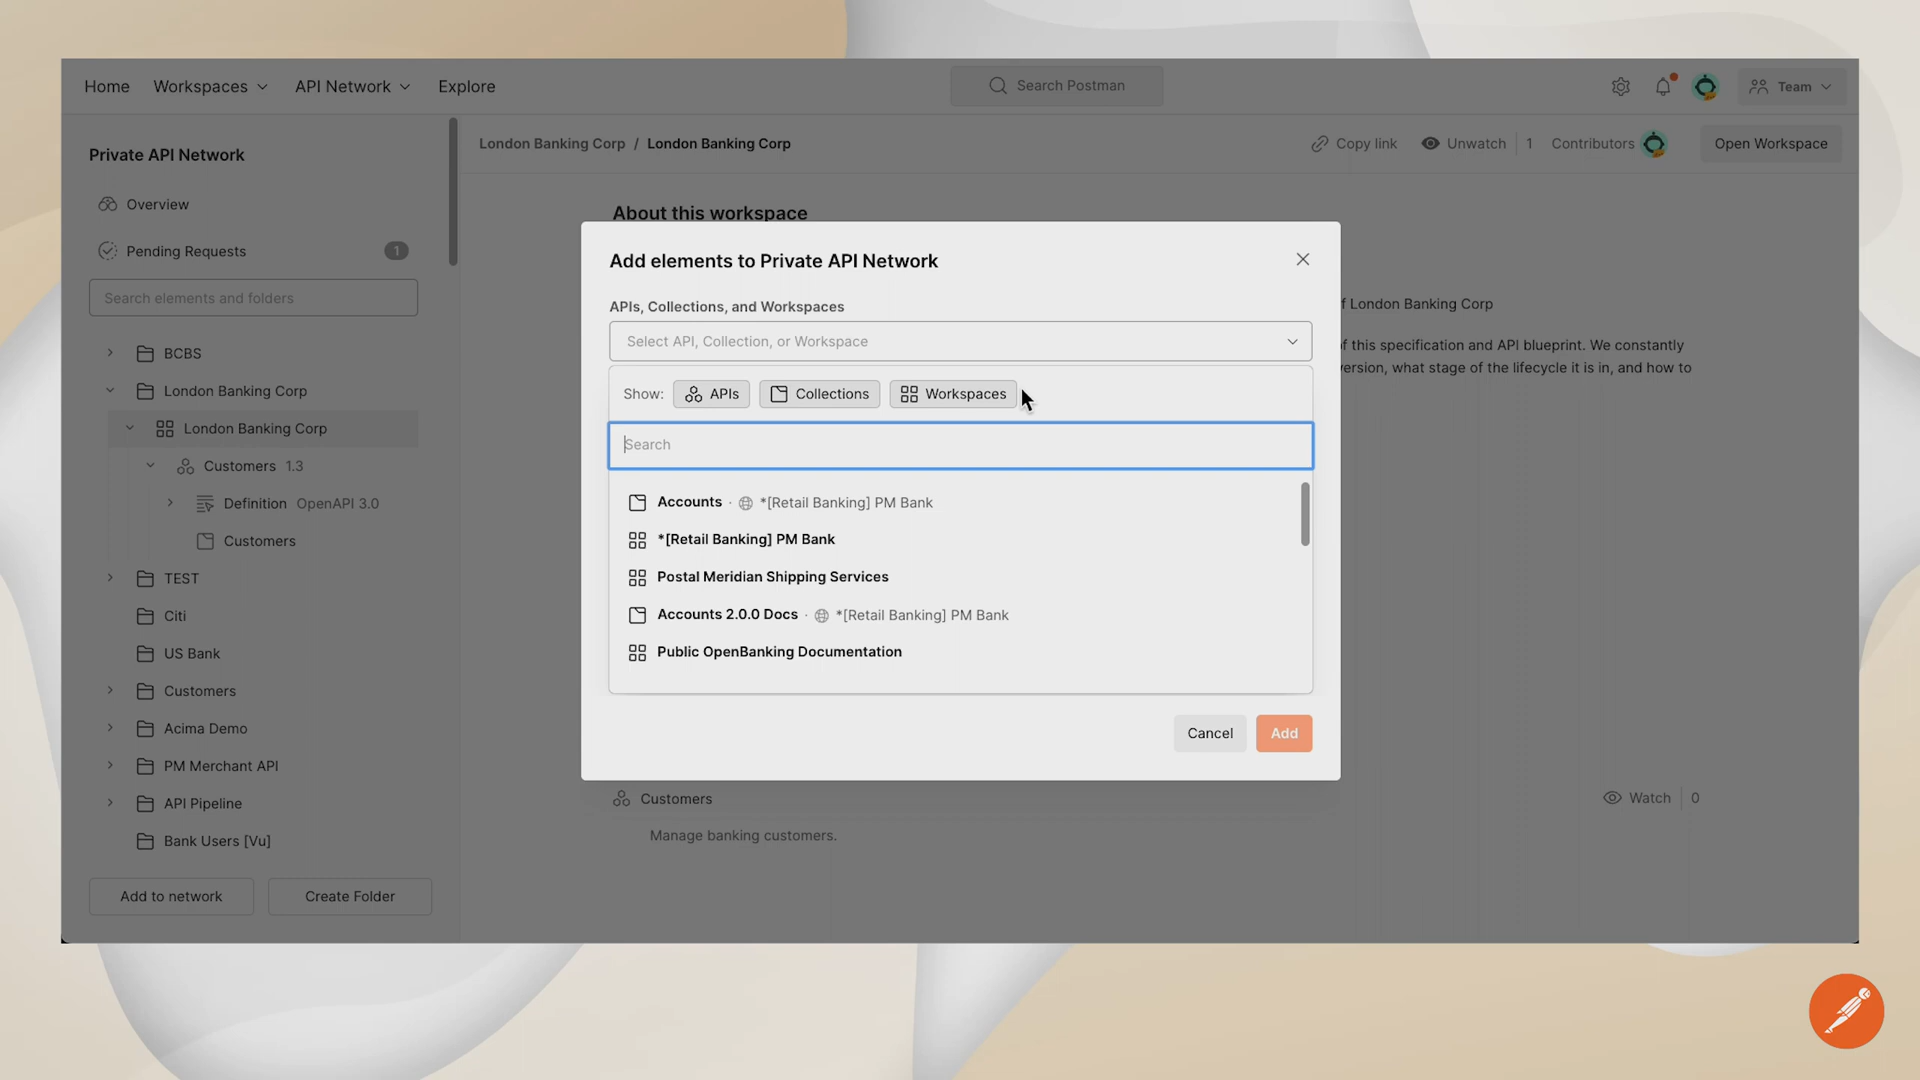 Home Workspaces API Network Explore Search Postman Team
Private API Network
Overview
Pending Requests 1
Search elements and folders
BCBS
London Banking Corp
London Banking Corp
Customers 1.3
Definition OpenAPI 3.0
Customers
TEST
Citi
US Bank
Customers
Acima Demo
PM Merchant API
API Pipeline
Bank Users [Vu]
Add to network Create Folder
London Banking Corp / London Banking Corp Copy link Unwatch 1 Contributors Open Workspace
About this workspace
f London Banking Corp
f this specification and API blueprint. We constantly
ersion, what stage of the lifecycle it is in, and how to
Add elements to Private API Network
APIs, Collections, and Workspaces
Select API, Collection, or Workspace
Show: APIs Collections Workspaces
Search
Accounts · *[Retail Banking] PM Bank
*[Retail Banking] PM Bank
Postal Meridian Shipping Services
Accounts 2.0.0 Docs · *[Retail Banking] PM Bank
Public OpenBanking Documentation
Cancel Add
Customers Watch 0
Manage banking customers.